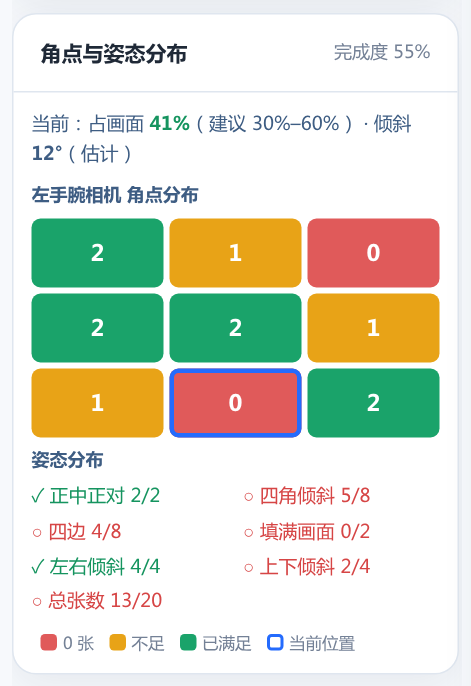 角点与姿态分布 完成度 55%
当前：占画面 41%（建议 30%–60%）· 倾斜
12°（估计）
左手腕相机 角点分布
2 1 0
2 2 1
1 0 2
姿态分布
✓ 正中正对 2/2 ○ 四角倾斜 5/8
○ 四边 4/8 ○ 填满画面 0/2
✓ 左右倾斜 4/4 ○ 上下倾斜 2/4
○ 总张数 13/20
0 张 不足 已满足 当前位置